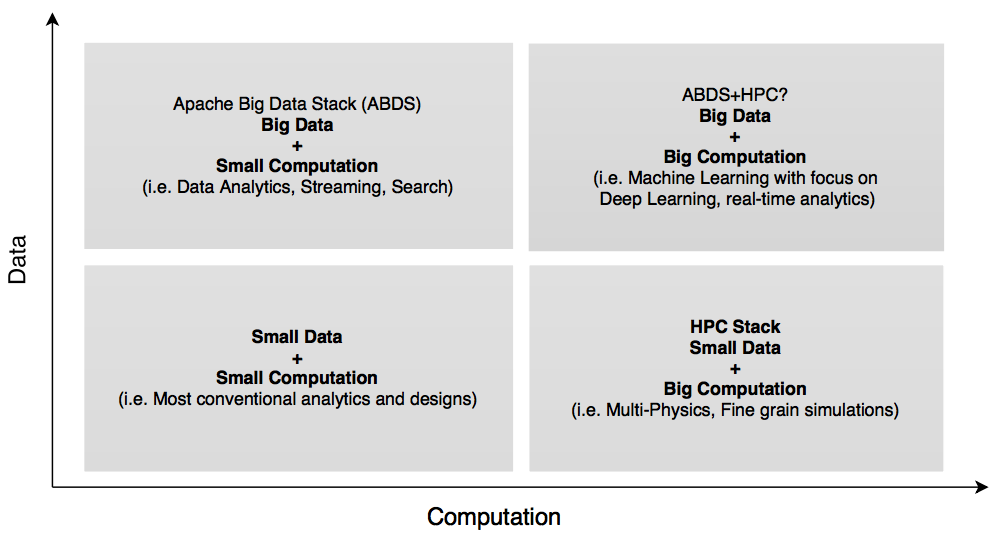 Data
Apache Big Data Stack (ABDS)
Big Data
+
Small Computation
(i.e. Data Analytics, Streaming, Search)
ABDS+HPC?
Big Data
+
Big Computation
(i.e. Machine Learning with focus on
Deep Learning, real-time analytics)
Small Data
+
Small Computation
(i.e. Most conventional analytics and designs)
HPC Stack
Small Data
+
Big Computation
(i.e. Multi-Physics, Fine grain simulations)
Computation